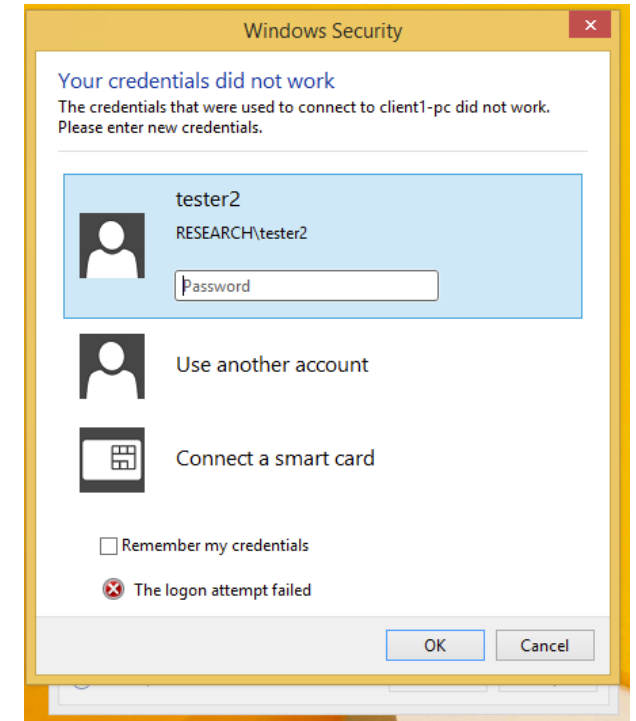 Windows Security
Your credentials did not work
The credentials that were used to connect to client1-pc did not work.
Please enter new credentials.
tester2
RESEARCH\tester2
Password
Use another account
Connect a smart card
Remember my credentials
The logon attempt failed
OK
Cancel